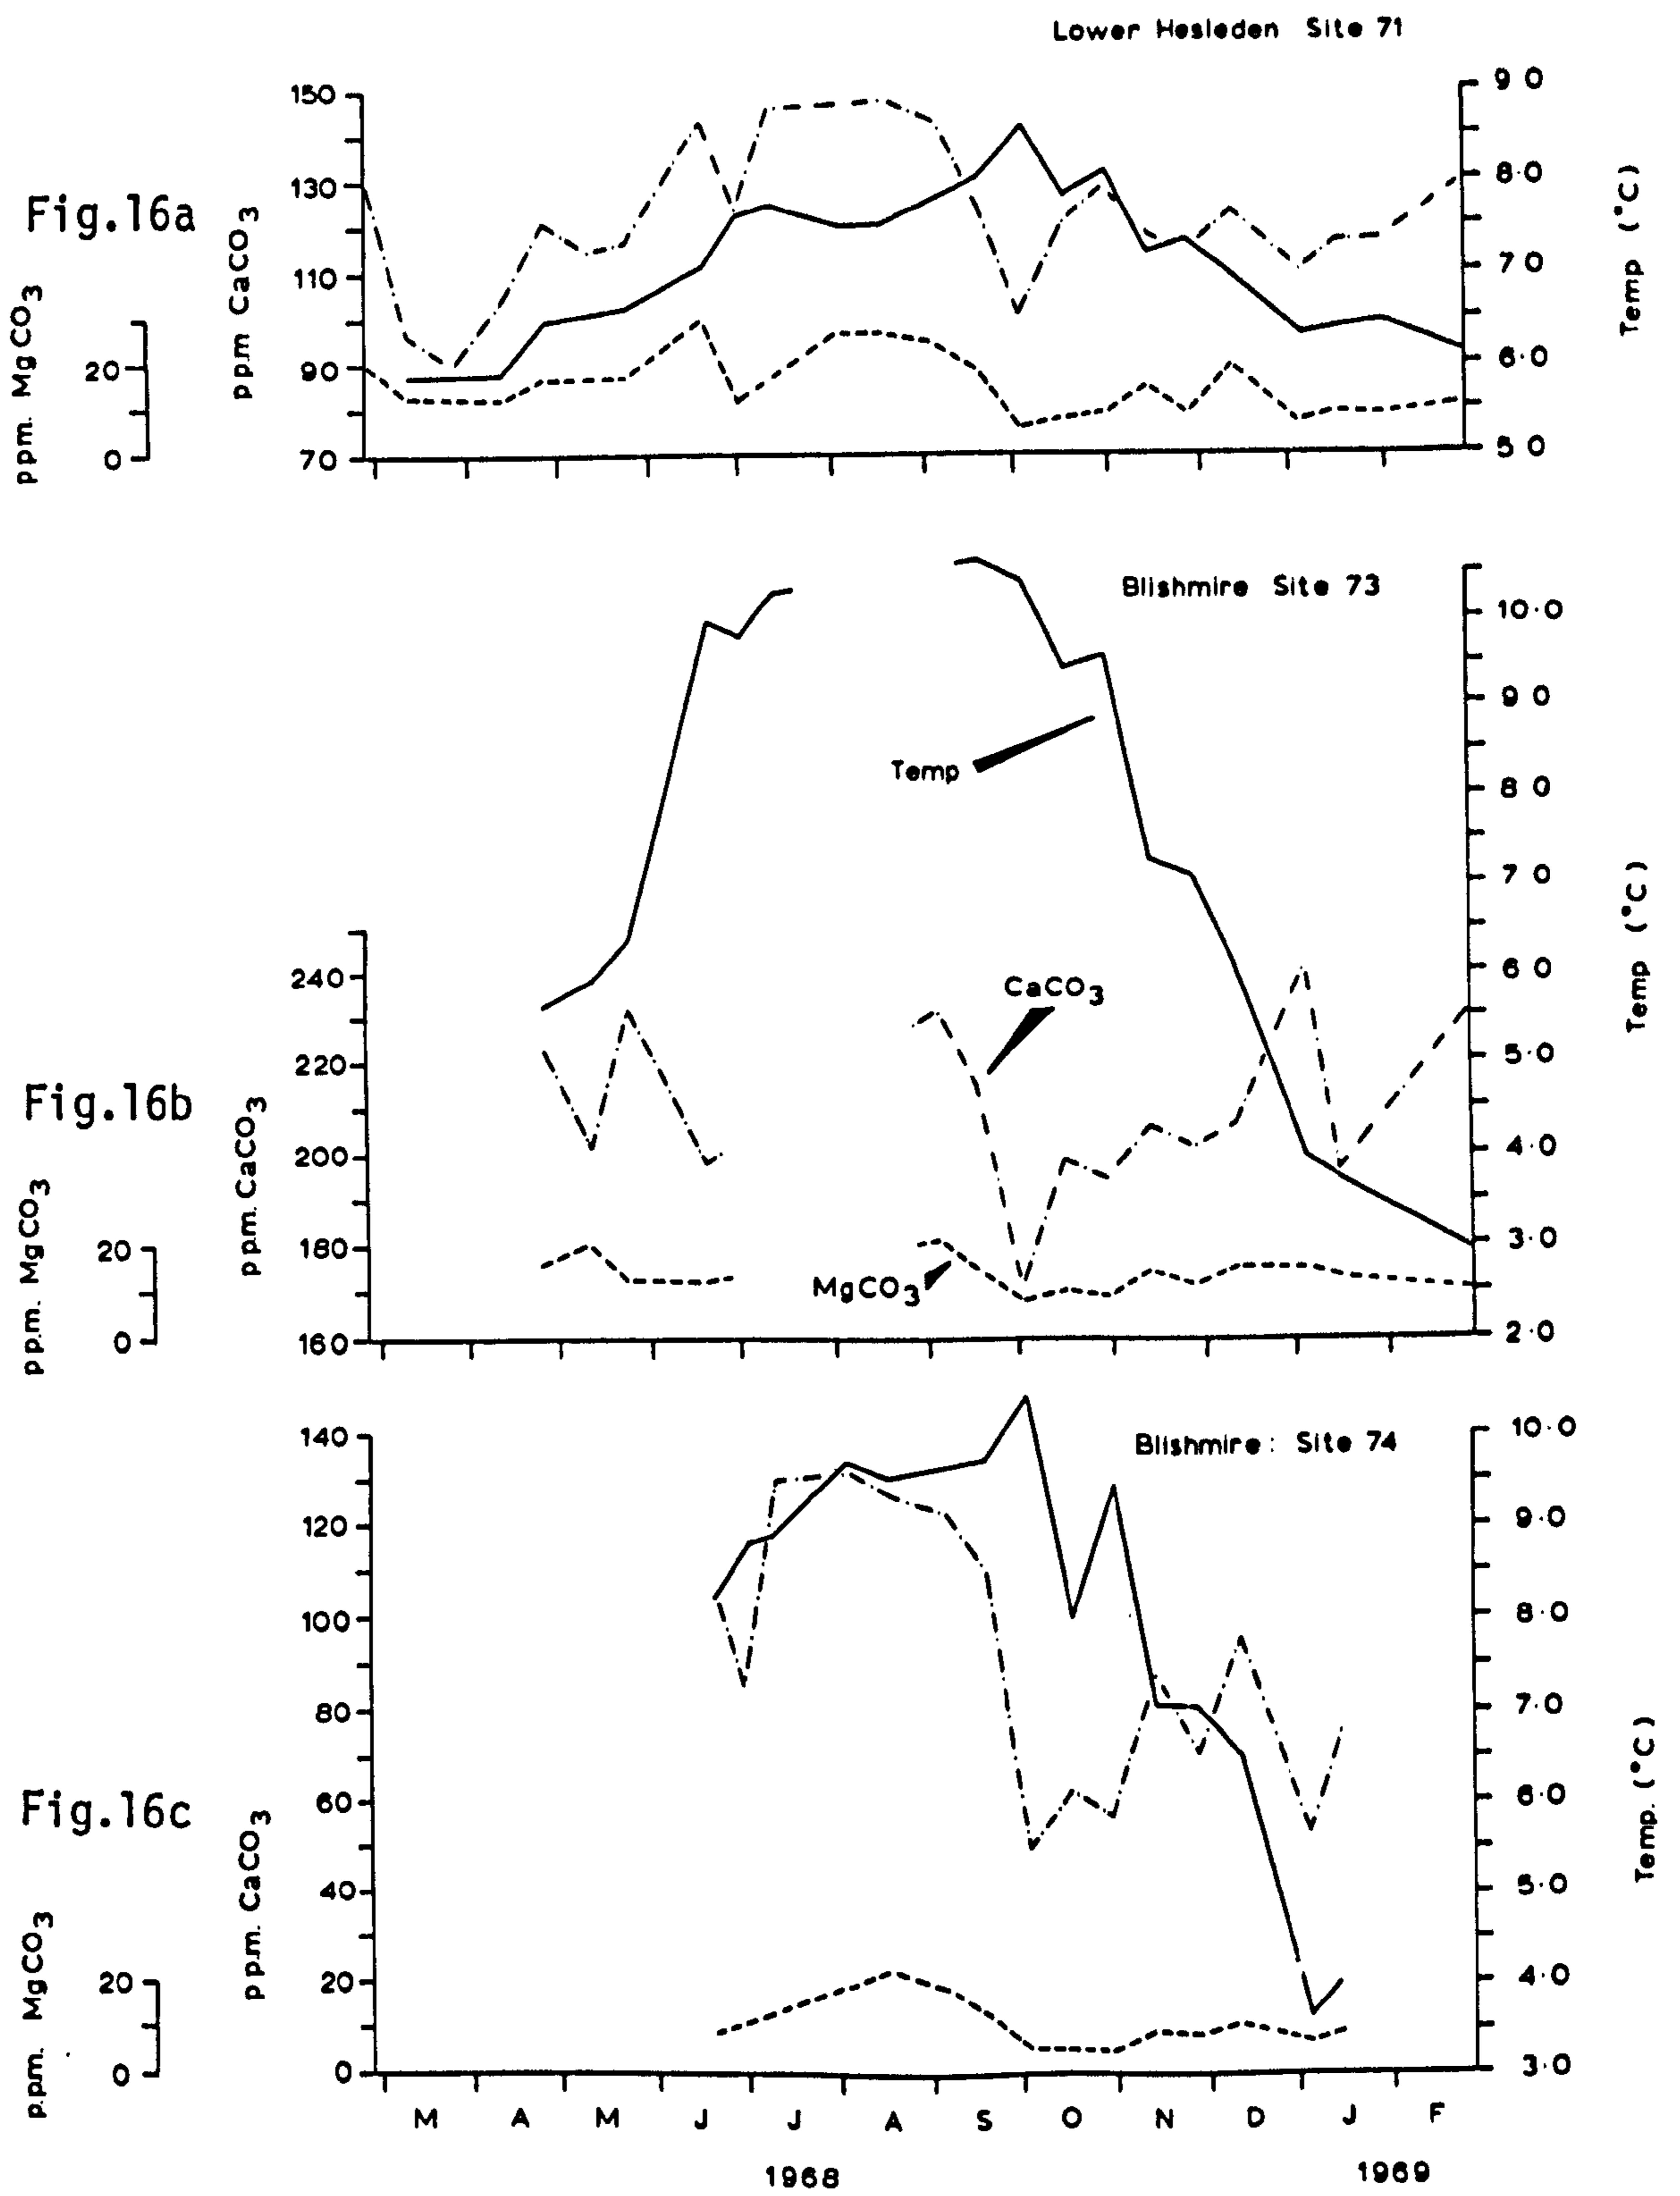 Lower Hesleden Site 71
Fig.16a
ppm. MgCO3
20
0
ppm CaCO3
150
130
110
90
70
9 0
8·0
7 0
6·0
5 0
Temp (°C)
Blishmire Site 73
Fig.16b
ppm. MgCO3
20
0
ppm. CaCO3
240
220
200
180
160
Temp
CaCO3
MgCO3
10·0
9 0
8 0
7 0
6 0
5·0
4·0
3·0
2·0
Temp (°C)
Blishmire: Site 74
Fig.16c
p.pm. MgCO3
20
0
ppm. CaCO3
140
120
100
80
60
40
20
0
10·0
9·0
8·0
7·0
6·0
5·0
4·0
3·0
Temp. (°C)
M A M J J A S O N D J F
1968 1969